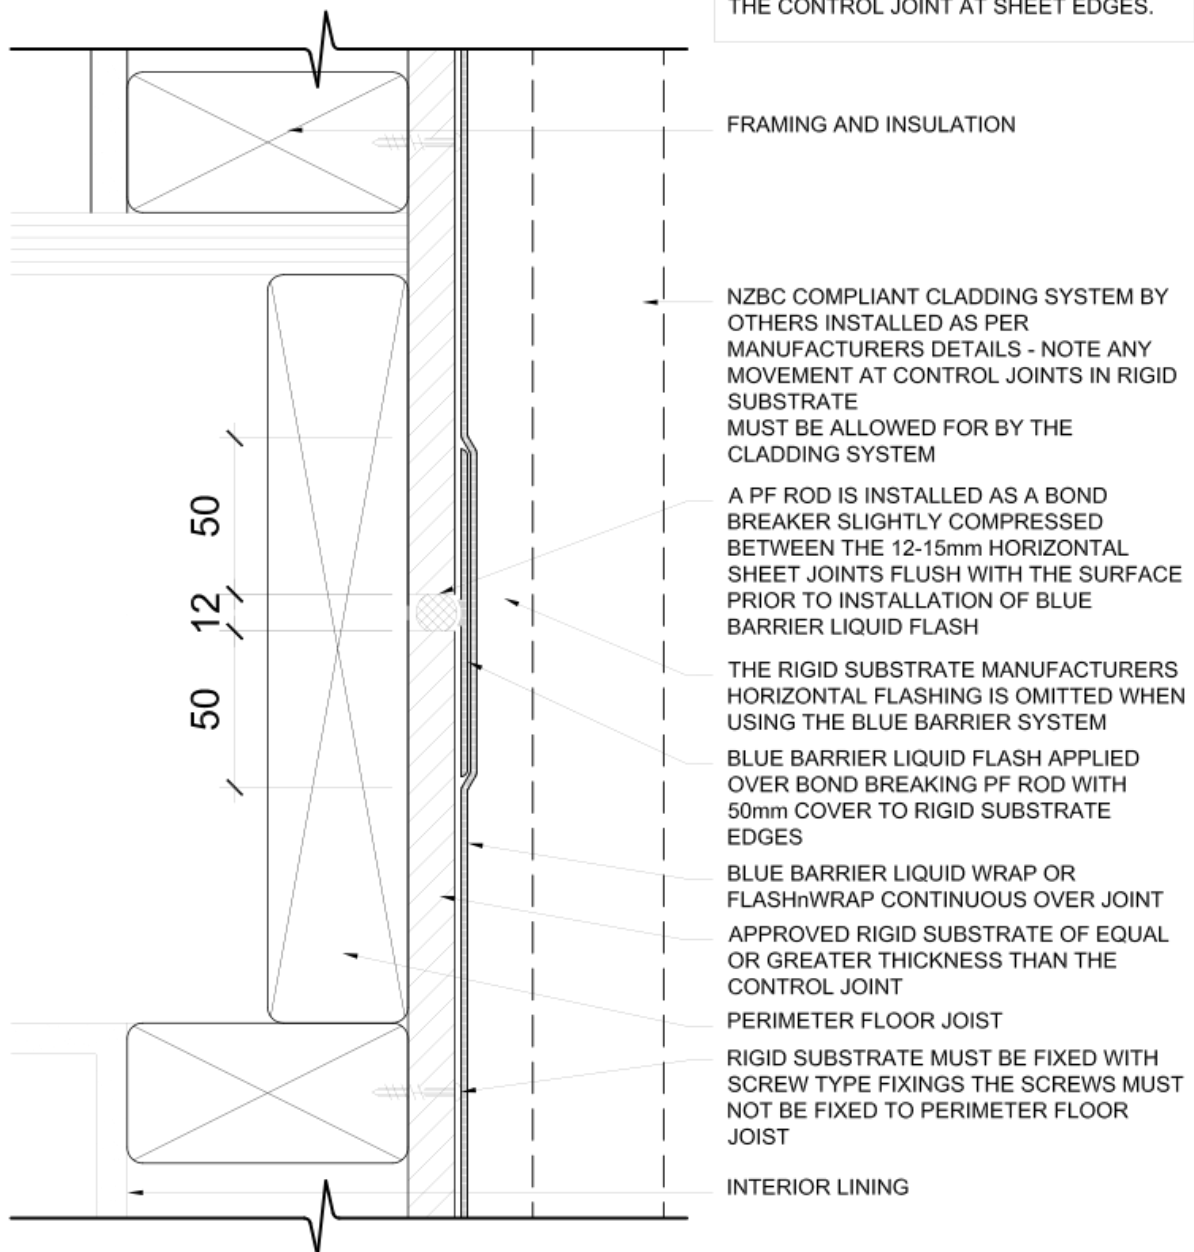 THE CONTROL JOINT AT SHEET EDGES.
FRAMING AND INSULATION
NZBC COMPLIANT CLADDING SYSTEM BY
OTHERS INSTALLED AS PER
MANUFACTURERS DETAILS - NOTE ANY
MOVEMENT AT CONTROL JOINTS IN RIGID
SUBSTRATE
MUST BE ALLOWED FOR BY THE
CLADDING SYSTEM
A PF ROD IS INSTALLED AS A BOND
BREAKER SLIGHTLY COMPRESSED
BETWEEN THE 12-15mm HORIZONTAL
SHEET JOINTS FLUSH WITH THE SURFACE
PRIOR TO INSTALLATION OF BLUE
BARRIER LIQUID FLASH
THE RIGID SUBSTRATE MANUFACTURERS
HORIZONTAL FLASHING IS OMITTED WHEN
USING THE BLUE BARRIER SYSTEM
BLUE BARRIER LIQUID FLASH APPLIED
OVER BOND BREAKING PF ROD WITH
50mm COVER TO RIGID SUBSTRATE
EDGES
BLUE BARRIER LIQUID WRAP OR
FLASHnWRAP CONTINUOUS OVER JOINT
APPROVED RIGID SUBSTRATE OF EQUAL
OR GREATER THICKNESS THAN THE
CONTROL JOINT
PERIMETER FLOOR JOIST
RIGID SUBSTRATE MUST BE FIXED WITH
SCREW TYPE FIXINGS THE SCREWS MUST
NOT BE FIXED TO PERIMETER FLOOR
JOIST
INTERIOR LINING
50
12
50